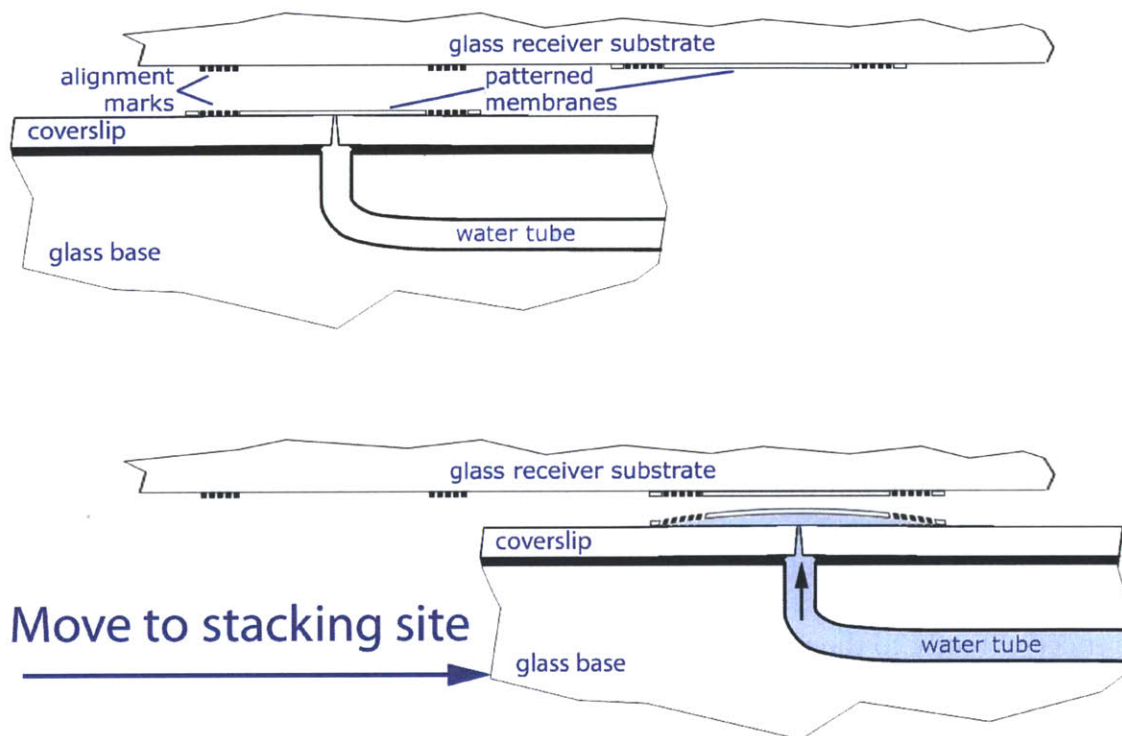 glass receiver substrate
alignment
marks
patterned
membranes
coverslip
water tube
glass base
glass receiver substrate
coverslip
Move to stacking site
water tube
glass base